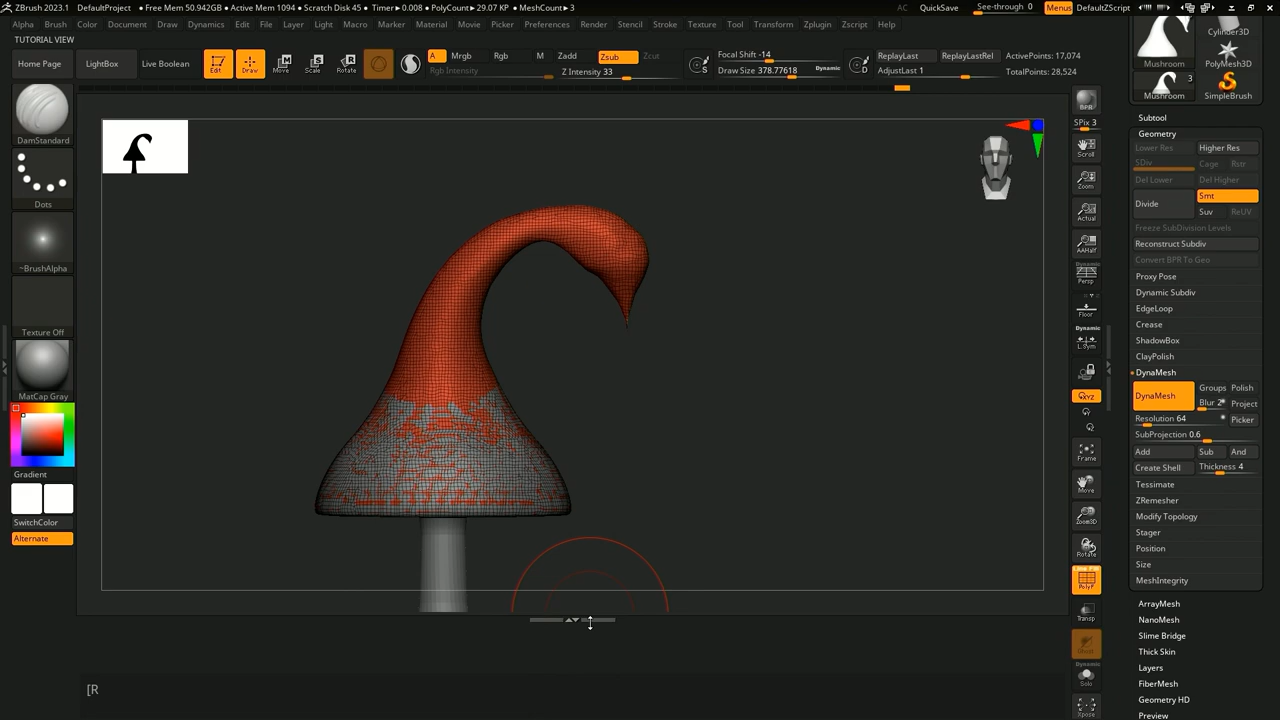 ZBrush 2023.1 DefaultProject • Free Mem 50.942GB • Active Mem 1094 • Scratch Disk 45 • Timer▸0.008 • PolyCount▸29.07 KP • MeshCount▸3 AC QuickSave See-through 0 Menus DefaultZScript
Alpha Brush Color Document Draw Dynamics Edit File Layer Light Macro Marker Material Movie Picker Preferences Render Stencil Stroke Texture Tool Transform Zplugin Zscript Help
TUTORIAL VIEW
Home Page LightBox Live Boolean Edit Draw Move Scale Rotate
A Mrgb Rgb M Zadd Zsub Zcut
Rgb Intensity Z Intensity 33
Focal Shift -14
Draw Size 378.77618 Dynamic
ReplayLast ReplayLastRel
AdjustLast 1
ActivePoints: 17,074
TotalPoints: 28,524
S
D
DamStandard
Dots
~BrushAlpha
Texture Off
MatCap Gray
Gradient
SwitchColor
Alternate
[R
BPR
SPix 3
Scroll
Zoom
Actual
AAHalf
Dynamic
Persp
Floor
Dynamic
L.Sym
XYZ
Frame
Move
Zoom3D
Rotate
Line Fill
PolyF
Transp
Ghost
Dynamic
Solo
Xpose
Cylinder3D
Mushroom PolyMesh3D
3
Mushroom SimpleBrush
Subtool
Geometry
Lower Res Higher Res
SDiv Cage Rstr
Del Lower Del Higher
Divide Smt
Suv ReUV
Freeze SubDivision Levels
Reconstruct Subdiv
Convert BPR To Geo
Proxy Pose
Dynamic Subdiv
EdgeLoop
Crease
ShadowBox
ClayPolish
DynaMesh
DynaMesh Groups Polish
Blur 2 Project
Resolution 64 Picker
SubProjection 0.6
Add Sub And
Create Shell Thickness 4
Tessimate
ZRemesher
Modify Topology
Stager
Position
Size
MeshIntegrity
ArrayMesh
NanoMesh
Slime Bridge
Thick Skin
Layers
FiberMesh
Geometry HD
Preview